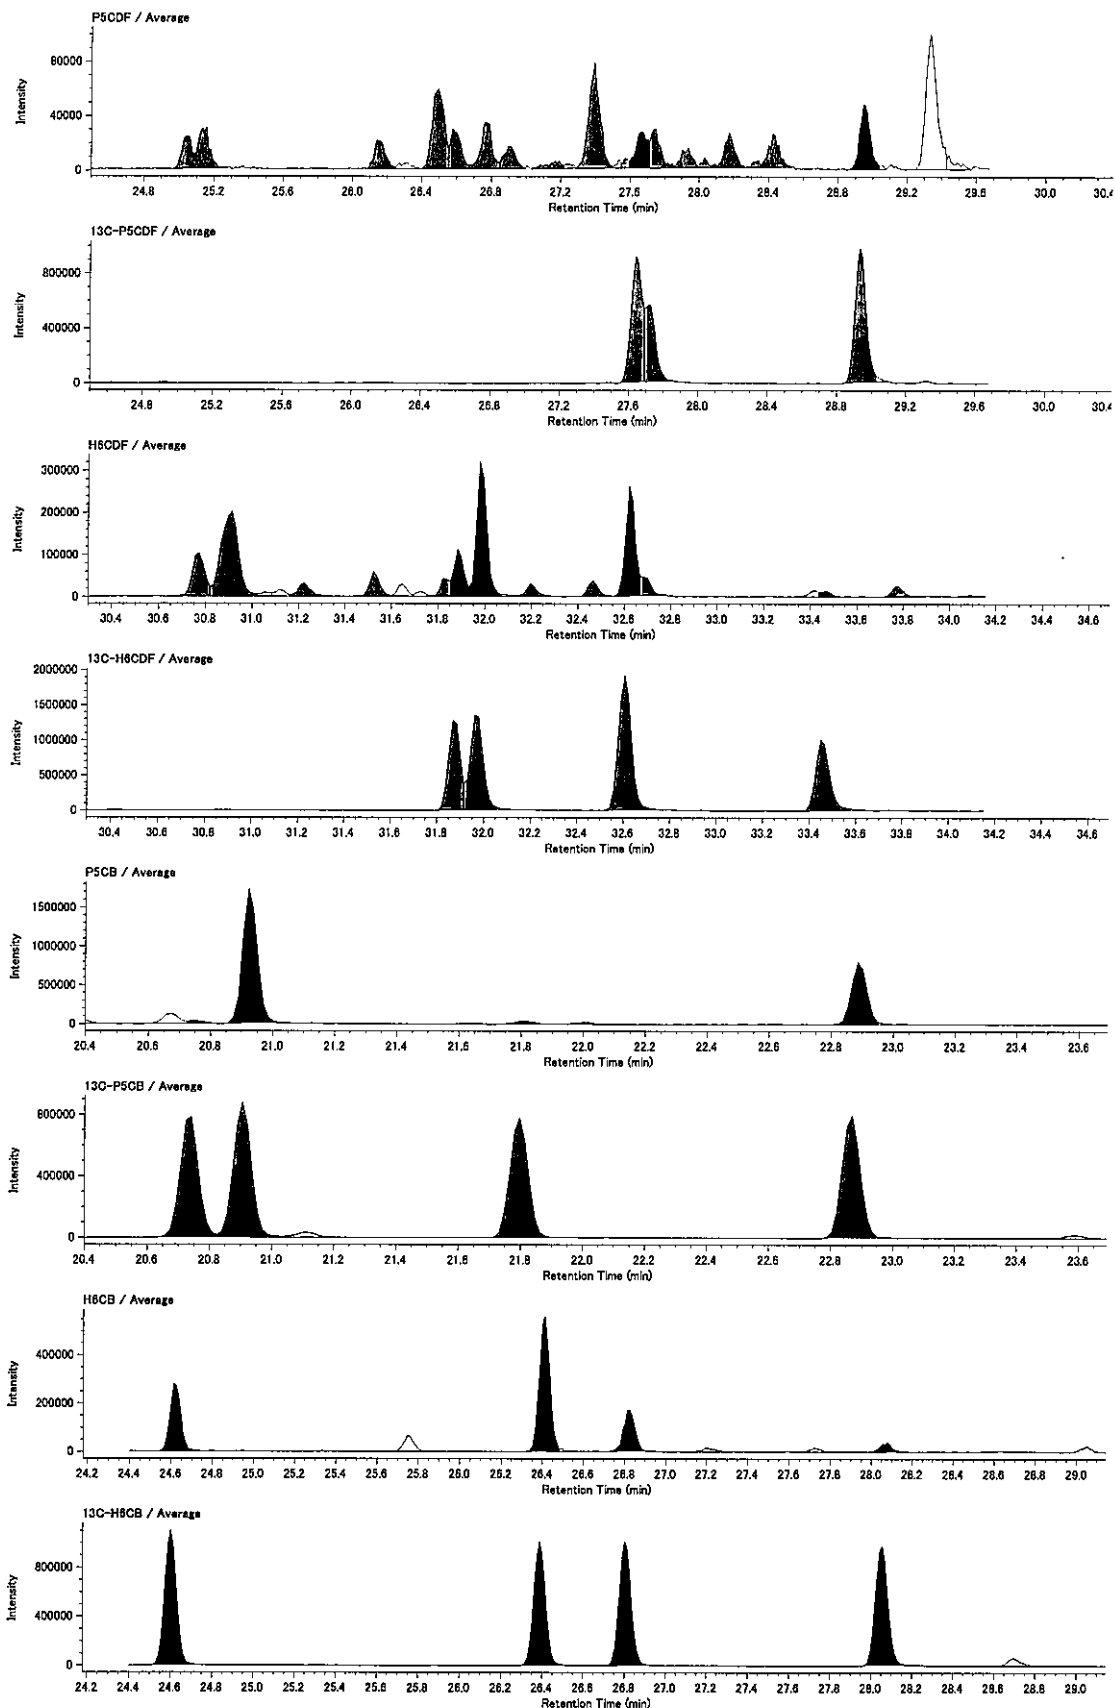 P5CDF / Average
Intensity
80000
40000
0
24.8 25.2 25.6 26.0 26.4 26.8 27.2 27.6 28.0 28.4 28.8 29.2 29.6 30.0 30.4
Retention Time (min)
13C-P5CDF / Average
Intensity
800000
400000
0
24.8 25.2 25.6 26.0 26.4 26.8 27.2 27.6 28.0 28.4 28.8 29.2 29.6 30.0 30.4
Retention Time (min)
H6CDF / Average
Intensity
300000
200000
100000
0
30.4 30.6 30.8 31.0 31.2 31.4 31.6 31.8 32.0 32.2 32.4 32.6 32.8 33.0 33.2 33.4 33.6 33.8 34.0 34.2 34.4 34.6
Retention Time (min)
13C-H6CDF / Average
Intensity
2000000
1500000
1000000
500000
0
30.4 30.6 30.8 31.0 31.2 31.4 31.6 31.8 32.0 32.2 32.4 32.6 32.8 33.0 33.2 33.4 33.6 33.8 34.0 34.2 34.4 34.6
Retention Time (min)
P5CB / Average
Intensity
1500000
1000000
500000
0
20.4 20.6 20.8 21.0 21.2 21.4 21.6 21.8 22.0 22.2 22.4 22.6 22.8 23.0 23.2 23.4 23.6
Retention Time (min)
13C-P5CB / Average
Intensity
800000
400000
0
20.4 20.6 20.8 21.0 21.2 21.4 21.6 21.8 22.0 22.2 22.4 22.6 22.8 23.0 23.2 23.4 23.6
Retention Time (min)
H6CB / Average
Intensity
400000
200000
0
24.2 24.4 24.6 24.8 25.0 25.2 25.4 25.6 25.8 26.0 26.2 26.4 26.6 26.8 27.0 27.2 27.4 27.6 27.8 28.0 28.2 28.4 28.6 28.8 29.0
Retention Time (min)
13C-H6CB / Average
Intensity
800000
400000
0
24.2 24.4 24.6 24.8 25.0 25.2 25.4 25.6 25.8 26.0 26.2 26.4 26.6 26.8 27.0 27.2 27.4 27.6 27.8 28.0 28.2 28.4 28.6 28.8 29.0
Retention Time (min)